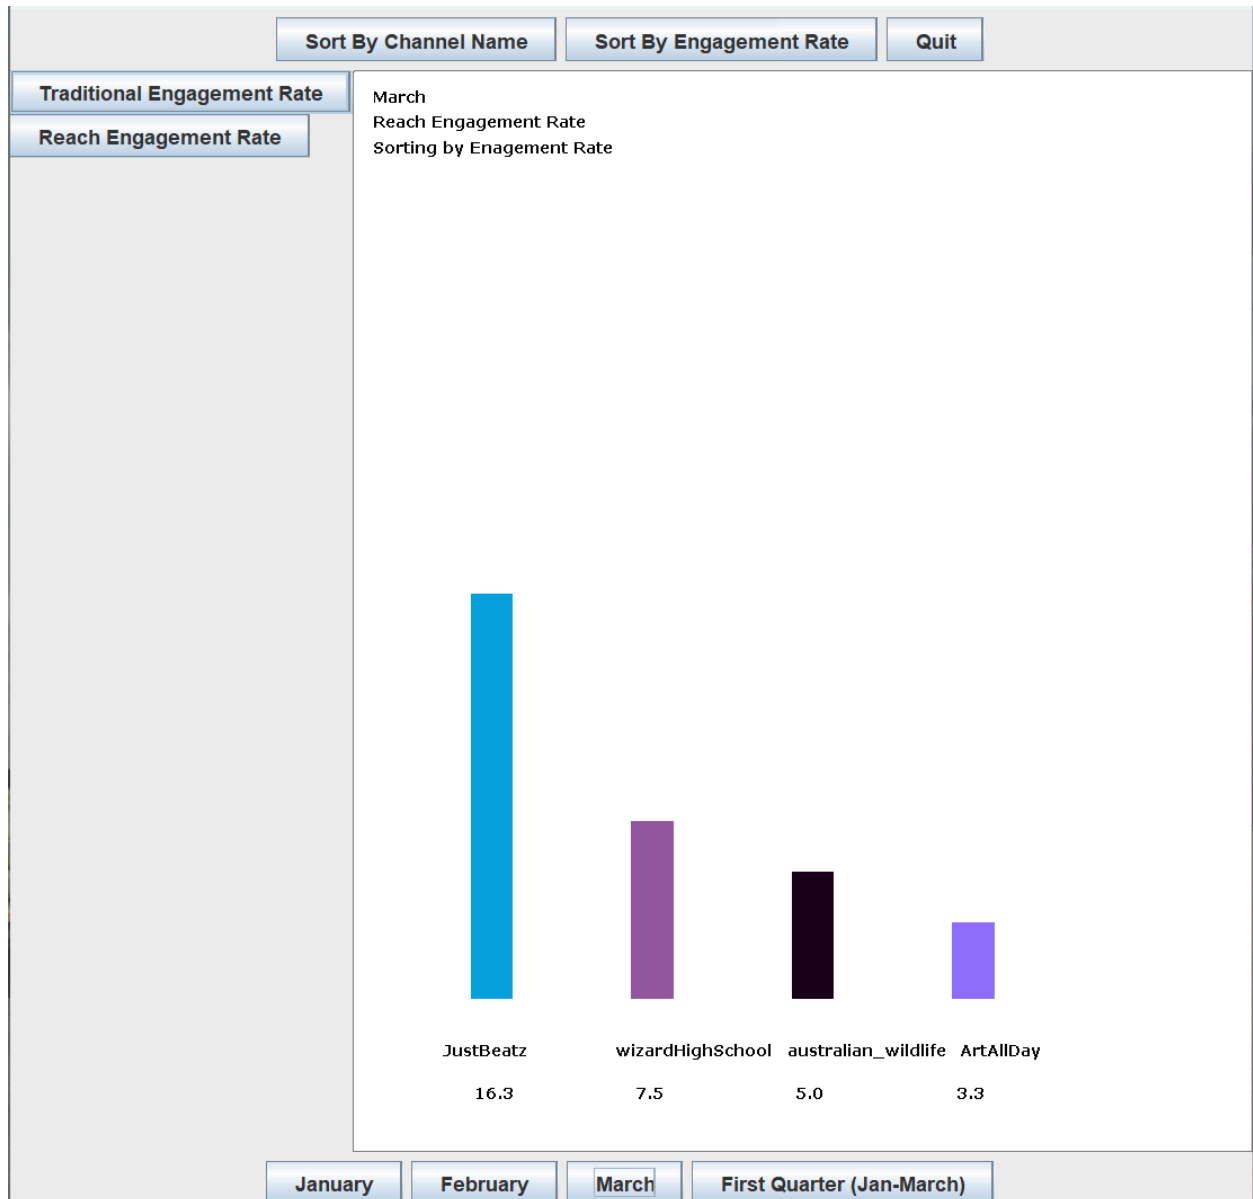 Sort By Channel Name Sort By Engagement Rate Quit
Traditional Engagement Rate
Reach Engagement Rate
March
Reach Engagement Rate
Sorting by Enagement Rate
JustBeatz wizardHighSchool australian_wildlife ArtAllDay
16.3 7.5 5.0 3.3
January February March First Quarter (Jan-March)